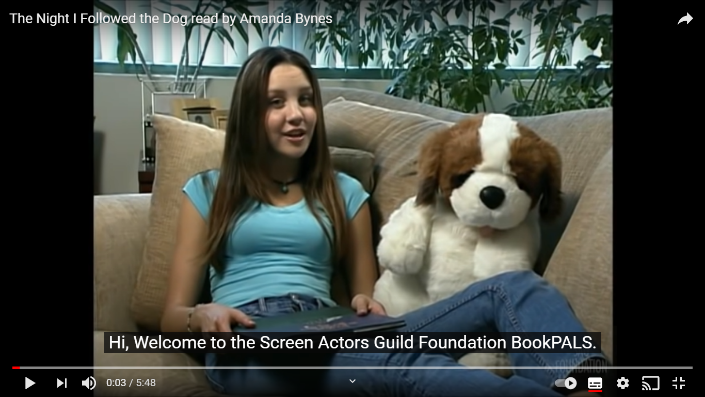 The Night I Followed the Dog read by Amanda Bynes
Hi, Welcome to the Screen Actors Guild Foundation BookPALS.
FOUNDATION
0:03 / 5:48